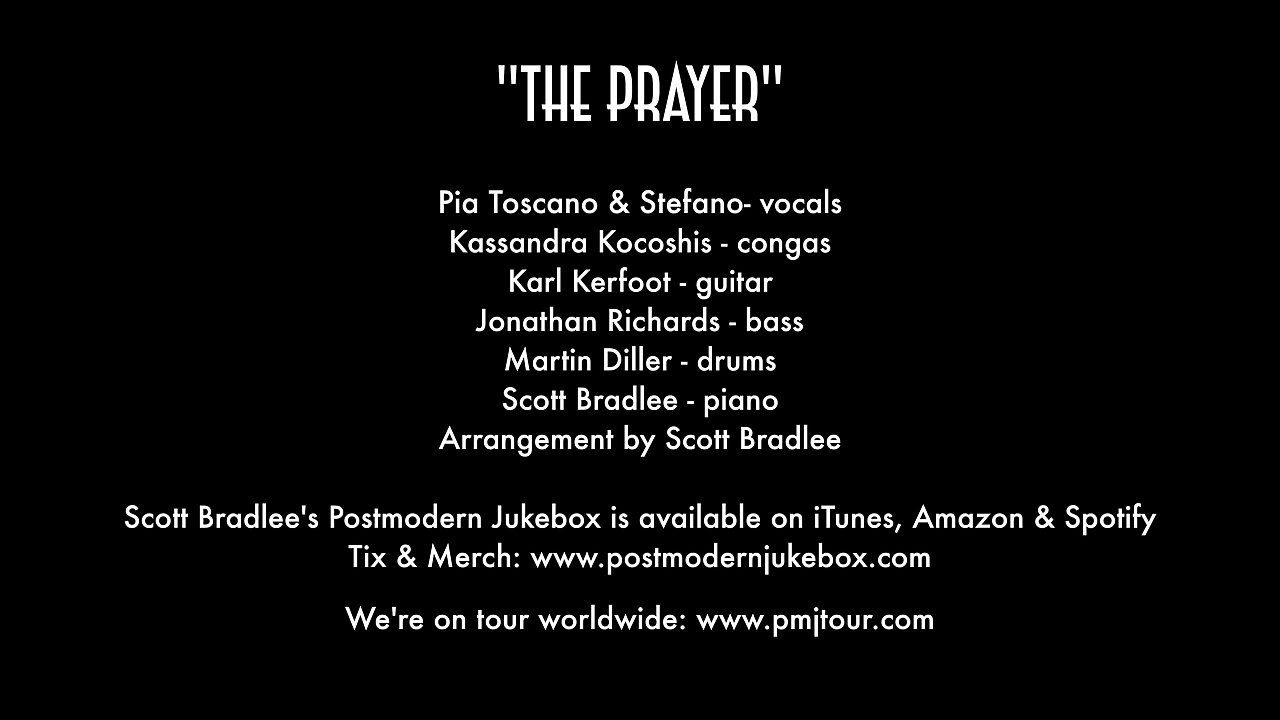 "THE PRAYER"
Pia Toscano & Stefano- vocals
Kassandra Kocoshis - congas
Karl Kerfoot - guitar
Jonathan Richards - bass
Martin Diller - drums
Scott Bradlee - piano
Arrangement by Scott Bradlee
Scott Bradlee's Postmodern Jukebox is available on iTunes, Amazon & Spotify
Tix & Merch: www.postmodernjukebox.com
We're on tour worldwide: www.pmjtour.com